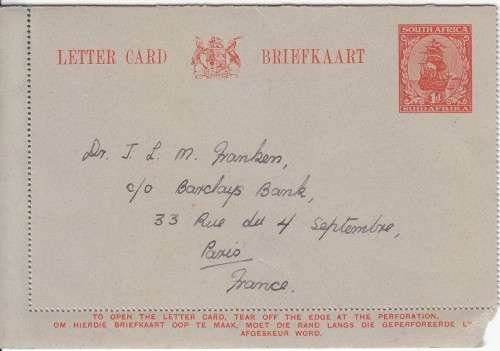 LETTER CARD BRIEFKAART
SOUTH AFRICA
1d
SUIDAFRIKA
Dr. J. L. M. Franken,
c/o Barclays Bank,
33 Rue du 4 Septembre,
Paris
France.
TO OPEN THE LETTER CARD, TEAR OFF THE EDGE AT THE PERFORATION.
OM HIERDIE BRIEFKAART OOP TE MAAK, MOET DIE RAND LANGS DIE GEPERFOREERDE
AFGESKEUR WORD.